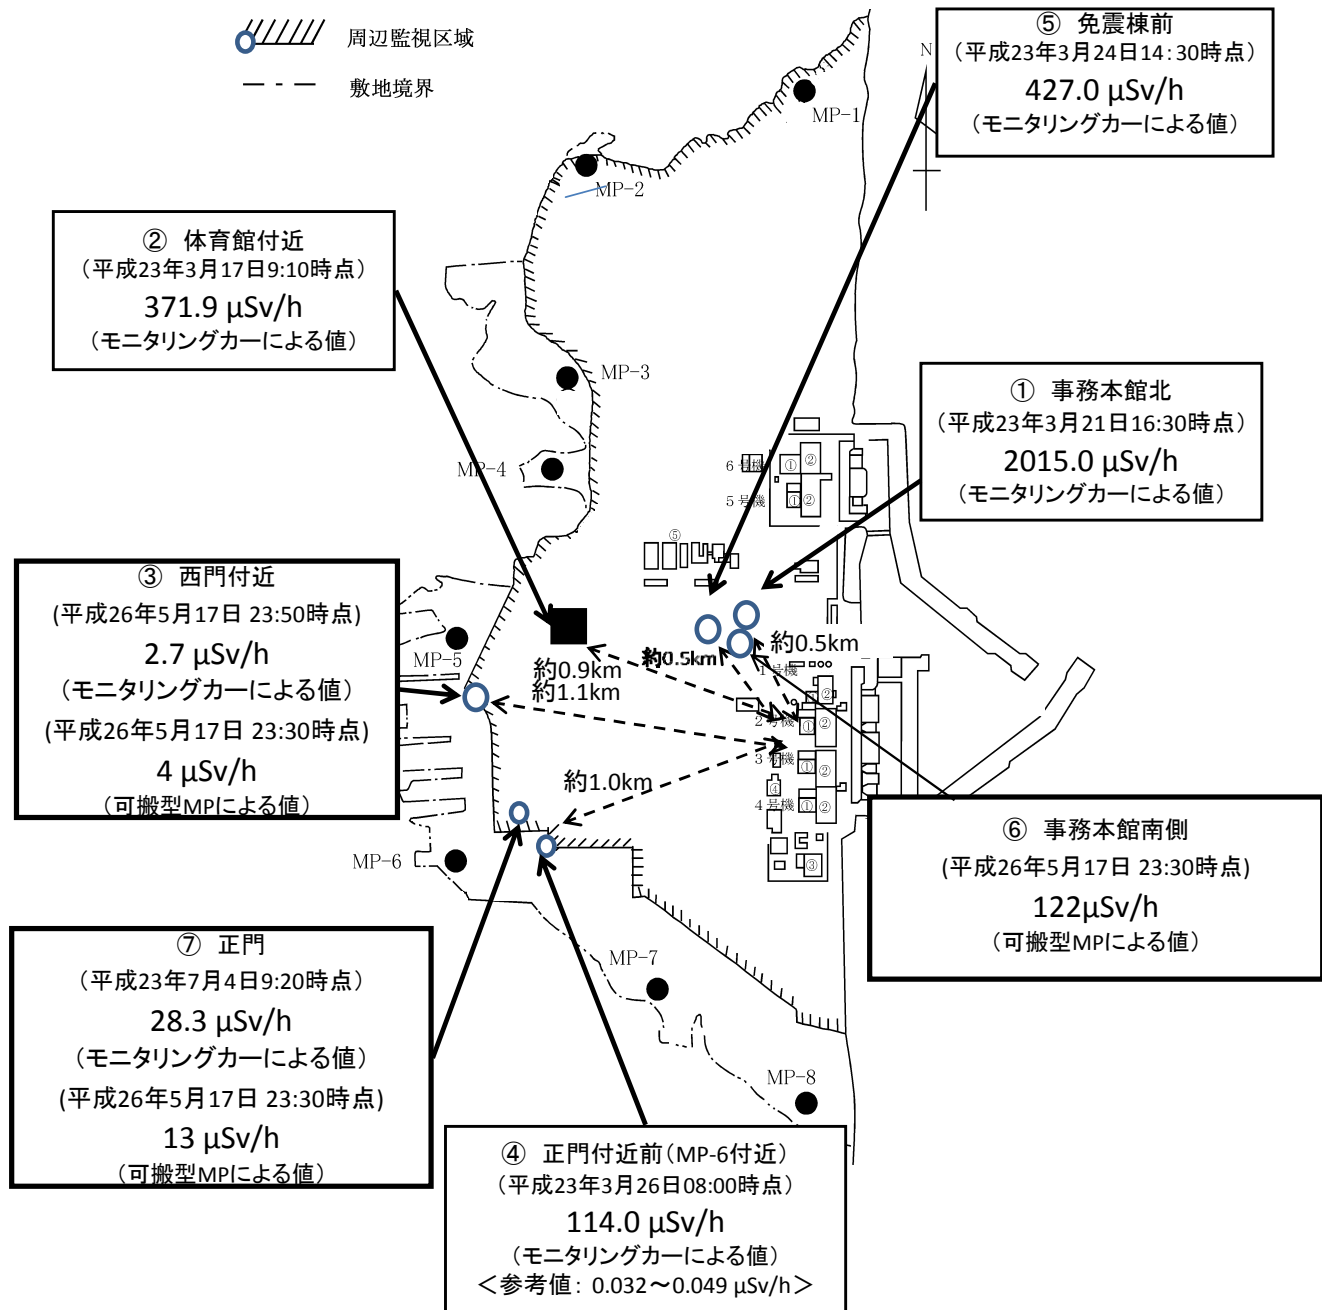 周辺監視区域
敷地境界
N
⑤ 免震棟前
(平成23年3月24日14:30時点)
427.0 μSv/h
(モニタリングカーによる値)
MP-1
MP-2
② 体育館付近
(平成23年3月17日9:10時点)
371.9 μSv/h
(モニタリングカーによる値)
MP-3
MP-4
① 事務本館北
(平成23年3月21日16:30時点)
2015.0 μSv/h
(モニタリングカーによる値)
6号機
①
②
5号機
①
②
⑤
③ 西門付近
(平成26年5月17日 23:50時点)
2.7 μSv/h
(モニタリングカーによる値)
(平成26年5月17日 23:30時点)
4 μSv/h
(可搬型MPによる値)
MP-5
約0.9km
約1.1km
約0.5km
約0.5km
1号機
②
2号機
①
②
3号機
①
②
④
4号機
①
②
③
約1.0km
MP-6
⑥ 事務本館南側
(平成26年5月17日 23:30時点)
122μSv/h
(可搬型MPによる値)
⑦ 正門
(平成23年7月4日9:20時点)
28.3 μSv/h
(モニタリングカーによる値)
(平成26年5月17日 23:30時点)
13 μSv/h
(可搬型MPによる値)
MP-7
MP-8
④ 正門付近前(MP-6付近)
(平成23年3月26日08:00時点)
114.0 μSv/h
(モニタリングカーによる値)
<参考値: 0.032～0.049 μSv/h>